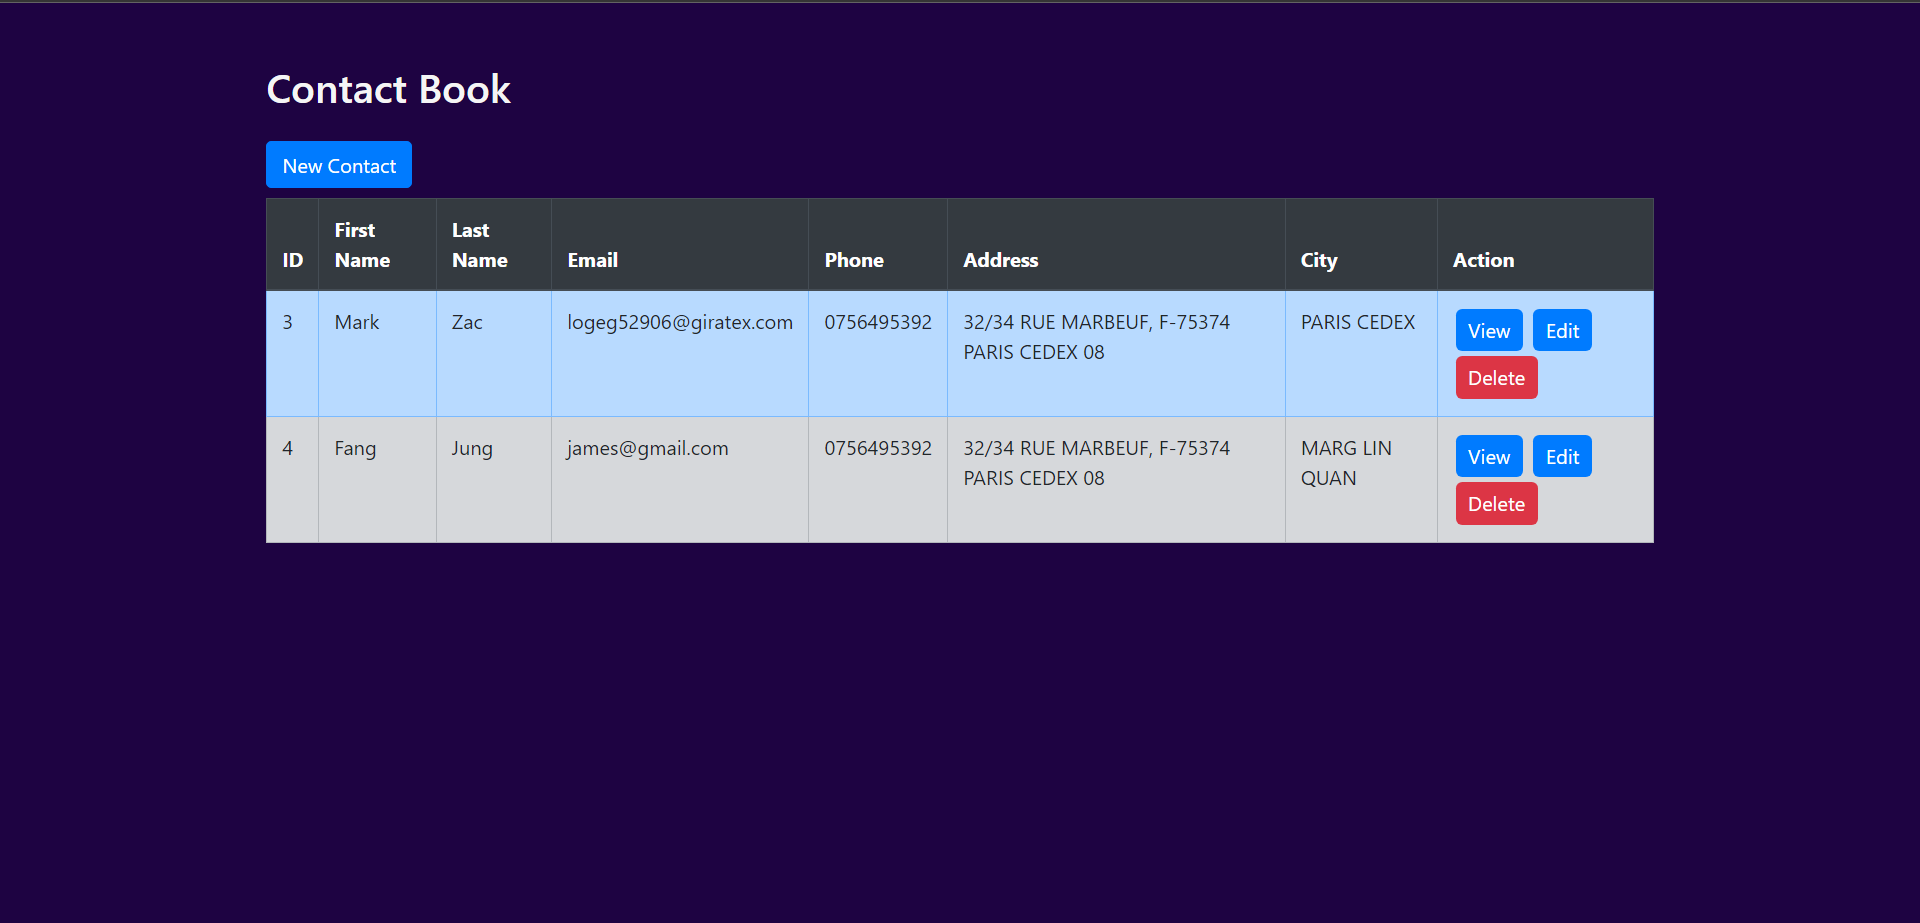 Contact Book
New Contact
ID First Name Last Name Email Phone Address City Action
3 Mark Zac logeg52906@giratex.com 0756495392 32/34 RUE MARBEUF, F-75374 PARIS CEDEX View Edit
PARIS CEDEX 08 Delete
4 Fang Jung james@gmail.com 0756495392 32/34 RUE MARBEUF, F-75374 MARG LIN View Edit
PARIS CEDEX 08 QUAN Delete